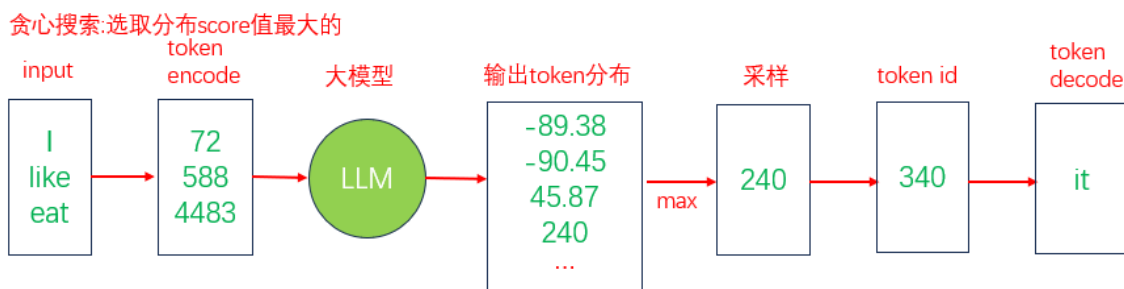 贪心搜索:选取分布score值最大的
input
token
encode
大模型
输出token分布
采样
token id
token
decode
I
like
eat
72
588
4483
LLM
-89.38
-90.45
45.87
240
...
max
240
340
it